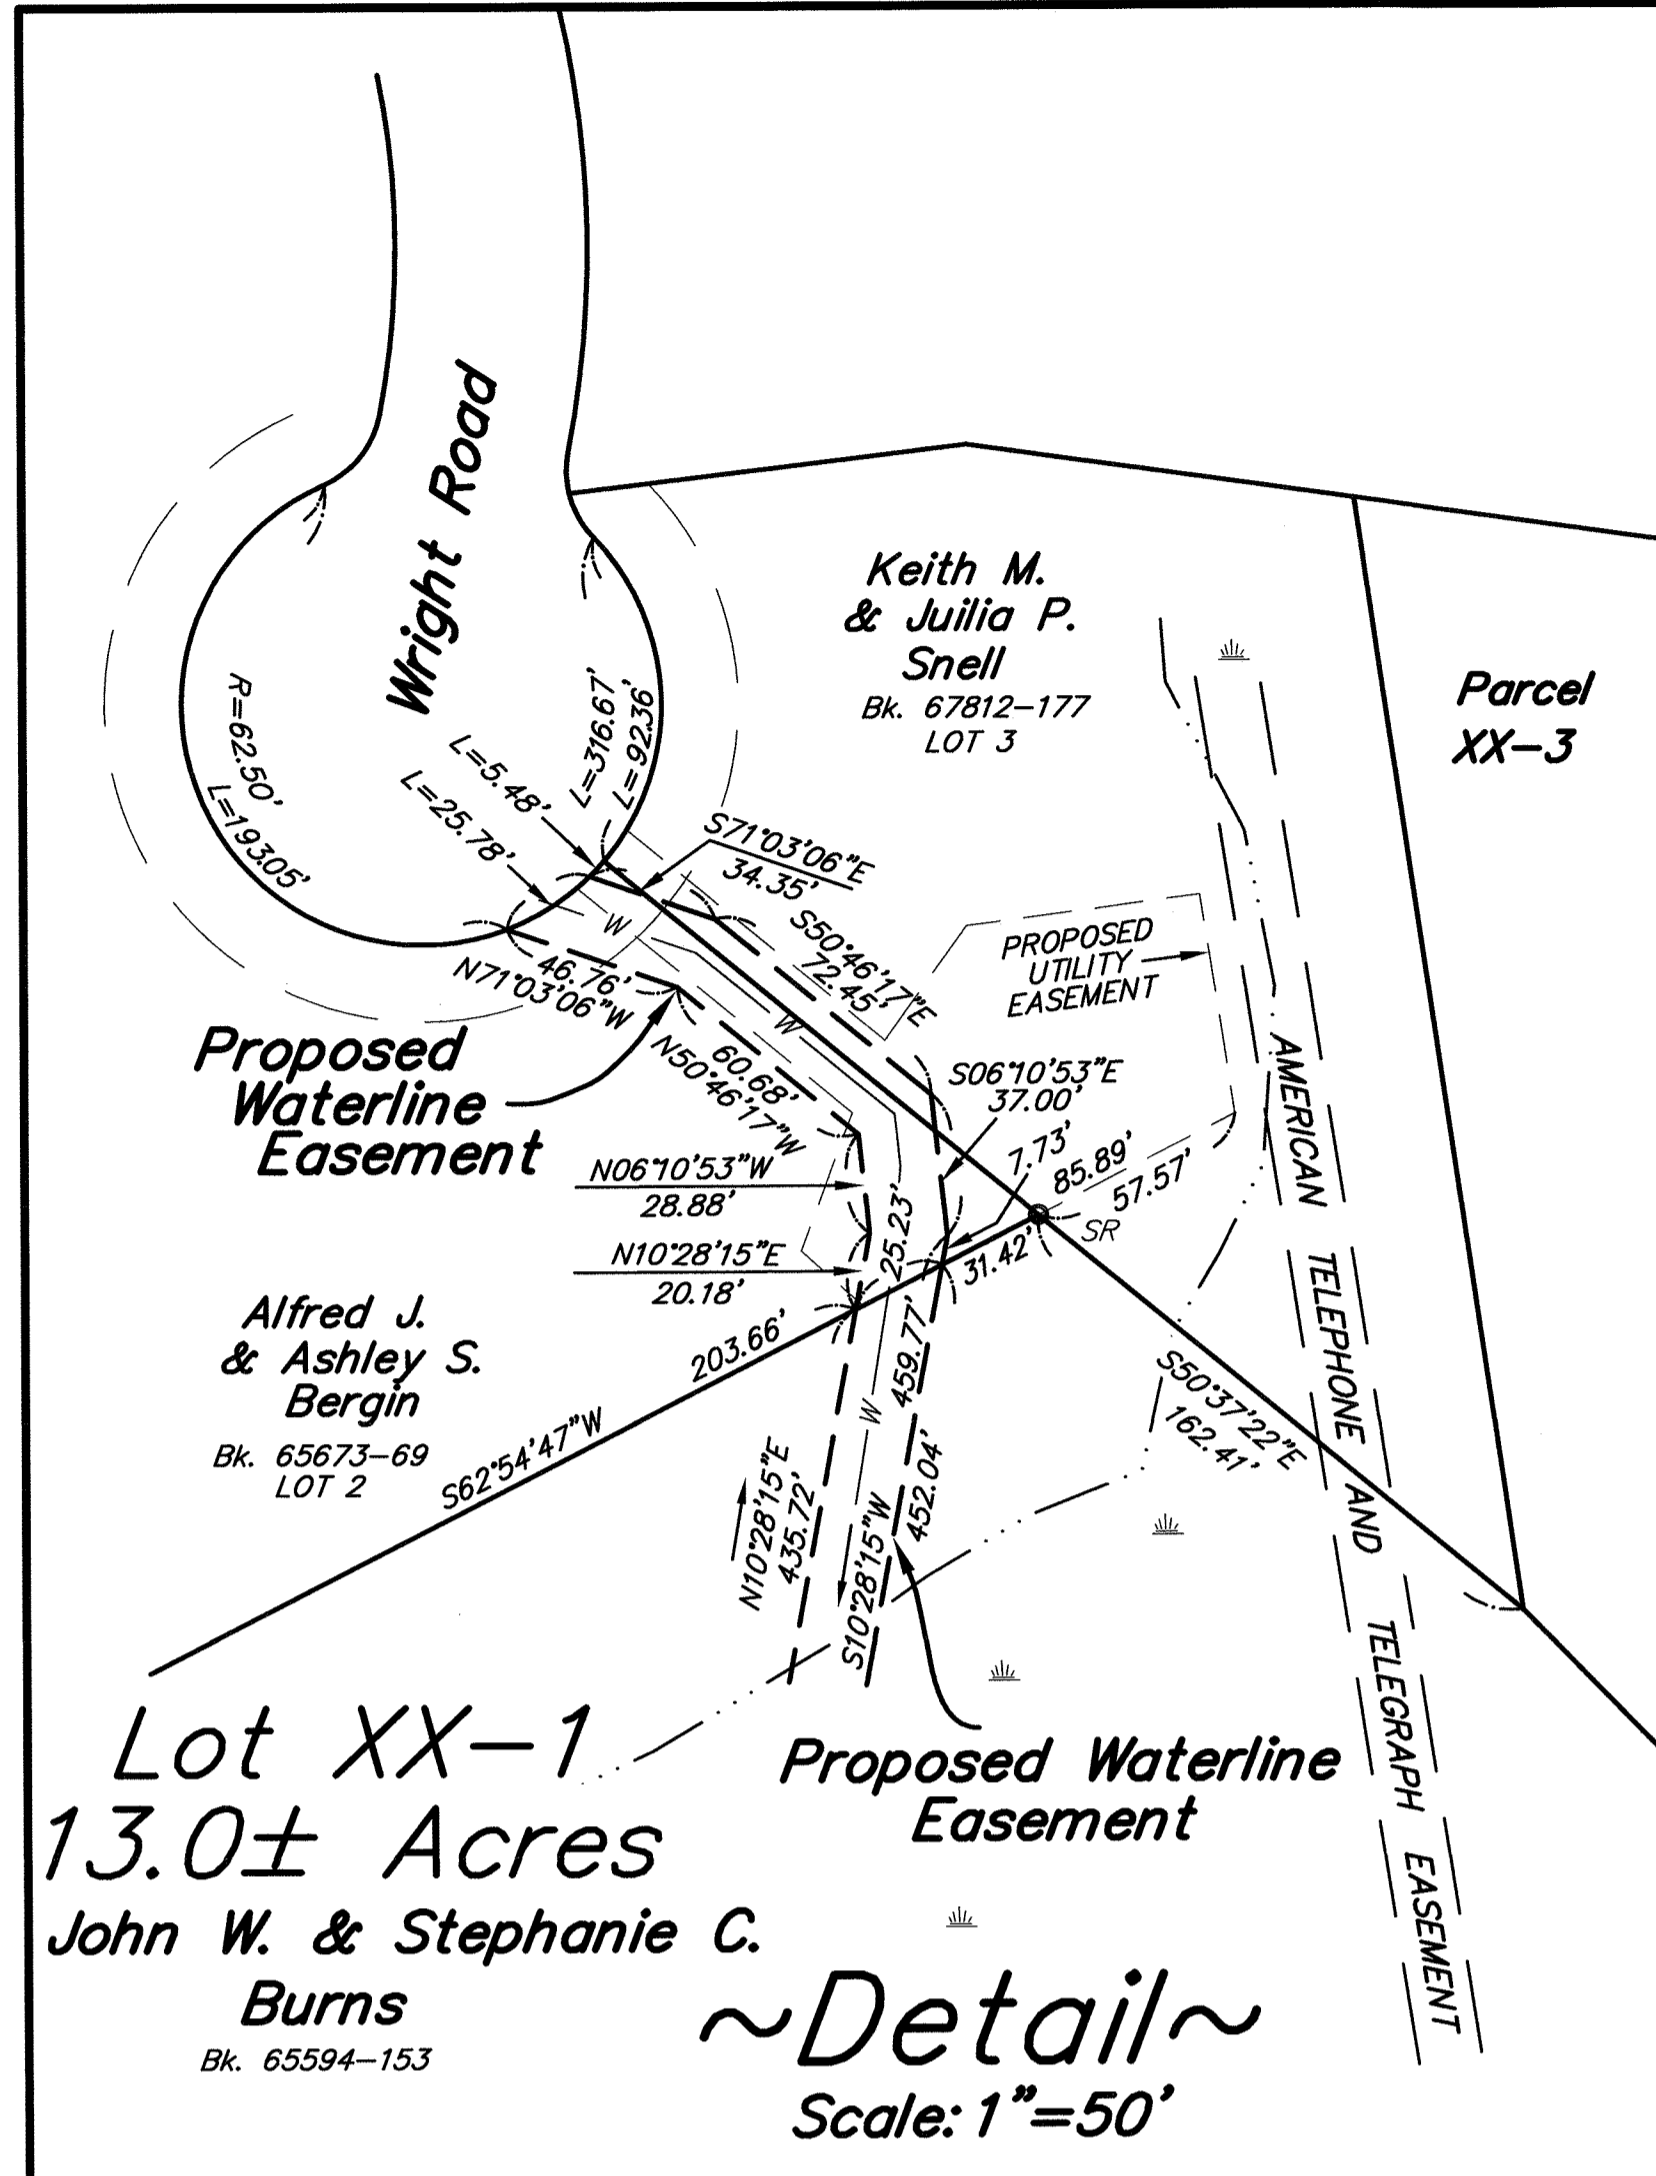 Wright Road
R=62.50'
L=193.05'
L=316.67'
L=92.36'
L=5.48'
L=25.78'
Keith M.
& Juilia P.
Snell
Bk. 67812-177
LOT 3
Parcel
XX-3
S71°03'06"E
34.35'
S50°46'17"E
72.45'
PROPOSED
UTILITY
EASEMENT
W
46.76'
N71°03'06"W
W
Proposed
Waterline
Easement
60.68'
N50°46'17"W
S06°10'53"E
37.00'
7.73'
85.89'
57.57'
SR
N06°10'53"W
28.88'
N10°28'15"E
20.18'
25.23'
31.42'
AMERICAN TELEPHONE AND TELEGRAPH EASEMENT
Alfred J.
& Ashley S.
Bergin
Bk. 65673-69
LOT 2
203.66'
S62°54'47"W
459.77'
W
452.04'
S10°28'15"W
N10°28'15"E
435.72'
S50°37'22"E
162.41'
Lot XX-1
13.0± Acres
John W. & Stephanie C.
Burns
Bk. 65594-153
Proposed Waterline
Easement
~Detail~
Scale: 1"=50'